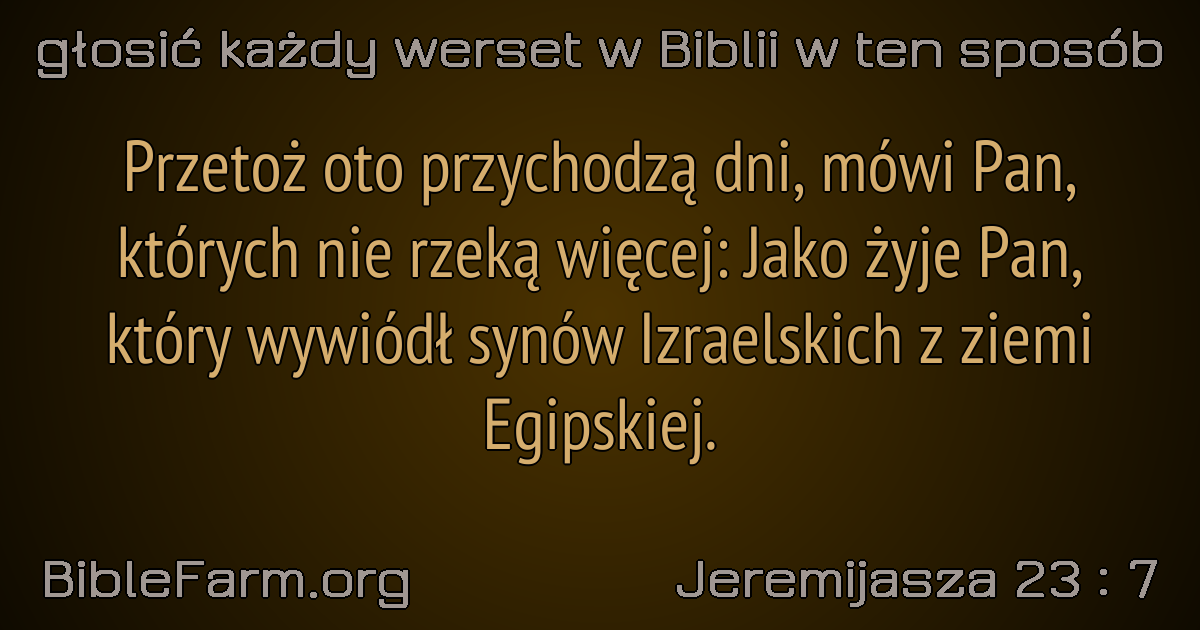 głosić każdy werset w Biblii w ten sposób
Przetoż oto przychodzą dni, mówi Pan,
których nie rzeką więcej: Jako żyje Pan,
który wywiódł synów Izraelskich z ziemi
Egipskiej.
BibleFarm.org
Jeremijasza 23 : 7